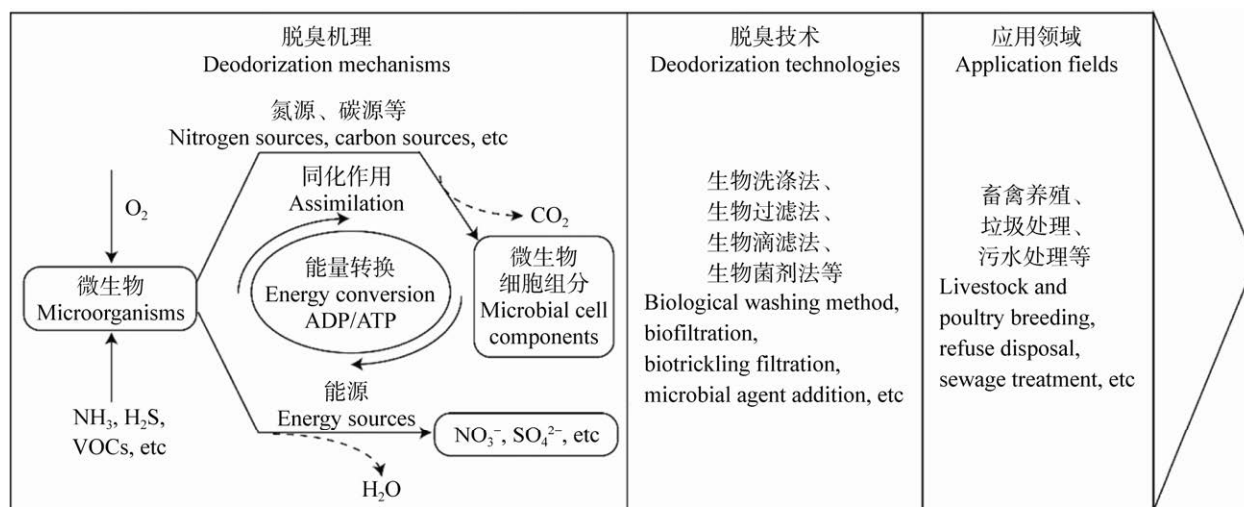 脱臭机理
Deodorization mechanisms
氮源、碳源等
Nitrogen sources, carbon sources, etc
同化作用
Assimilation
O₂
CO₂
微生物
Microorganisms
能量转换
Energy conversion
ADP/ATP
微生物
细胞组分
Microbial cell
components
能源
Energy sources
NH₃, H₂S,
VOCs, etc
NO₃⁻, SO₄²⁻, etc
H₂O
脱臭技术
Deodorization technologies
生物洗涤法、
生物过滤法、
生物滴滤法、
生物菌剂法等
Biological washing method,
biofiltration,
biotrickling filtration,
microbial agent addition, etc
应用领域
Application fields
畜禽养殖、
垃圾处理、
污水处理等
Livestock and
poultry breeding,
refuse disposal,
sewage treatment, etc